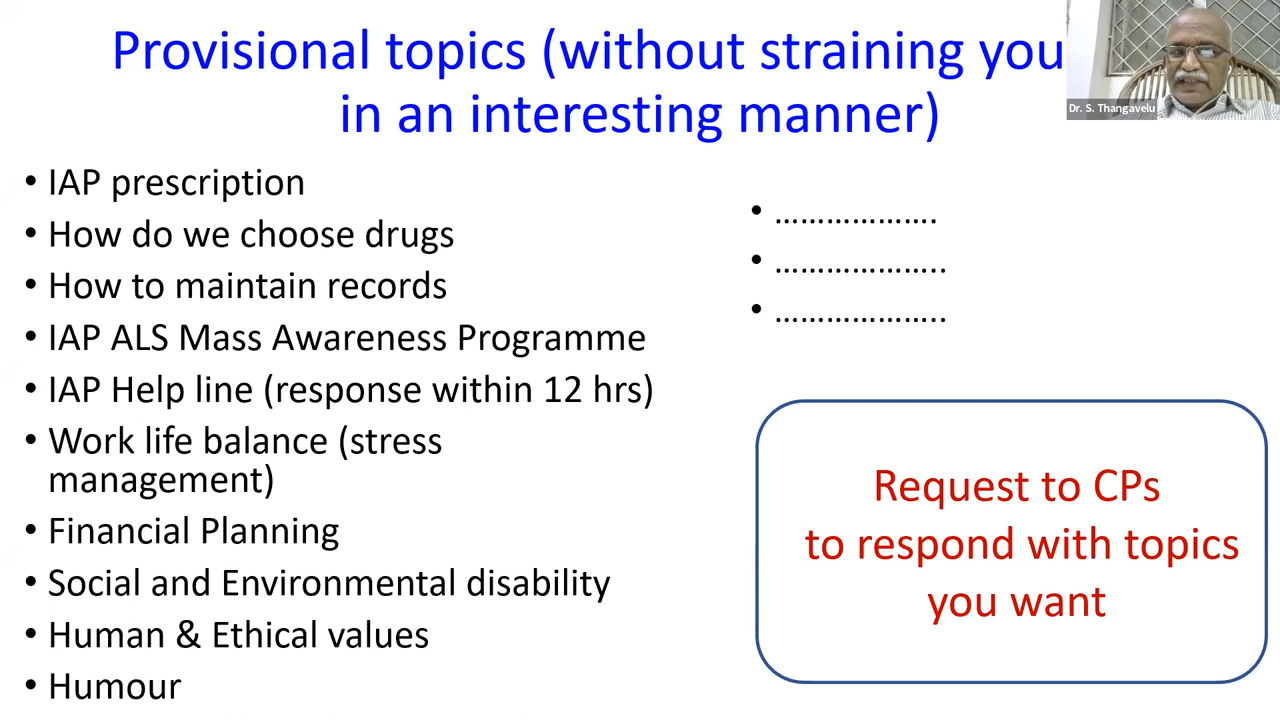 Provisional topics (without straining you
in an interesting manner)
Dr. S. Thangavelu
• IAP prescription
• How do we choose drugs
• How to maintain records
• IAP ALS Mass Awareness Programme
• IAP Help line (response within 12 hrs)
• Work life balance (stress
management)
• Financial Planning
• Social and Environmental disability
• Human & Ethical values
• Humour
• ……………….
• ………………..
• ………………..
Request to CPs
to respond with topics
you want